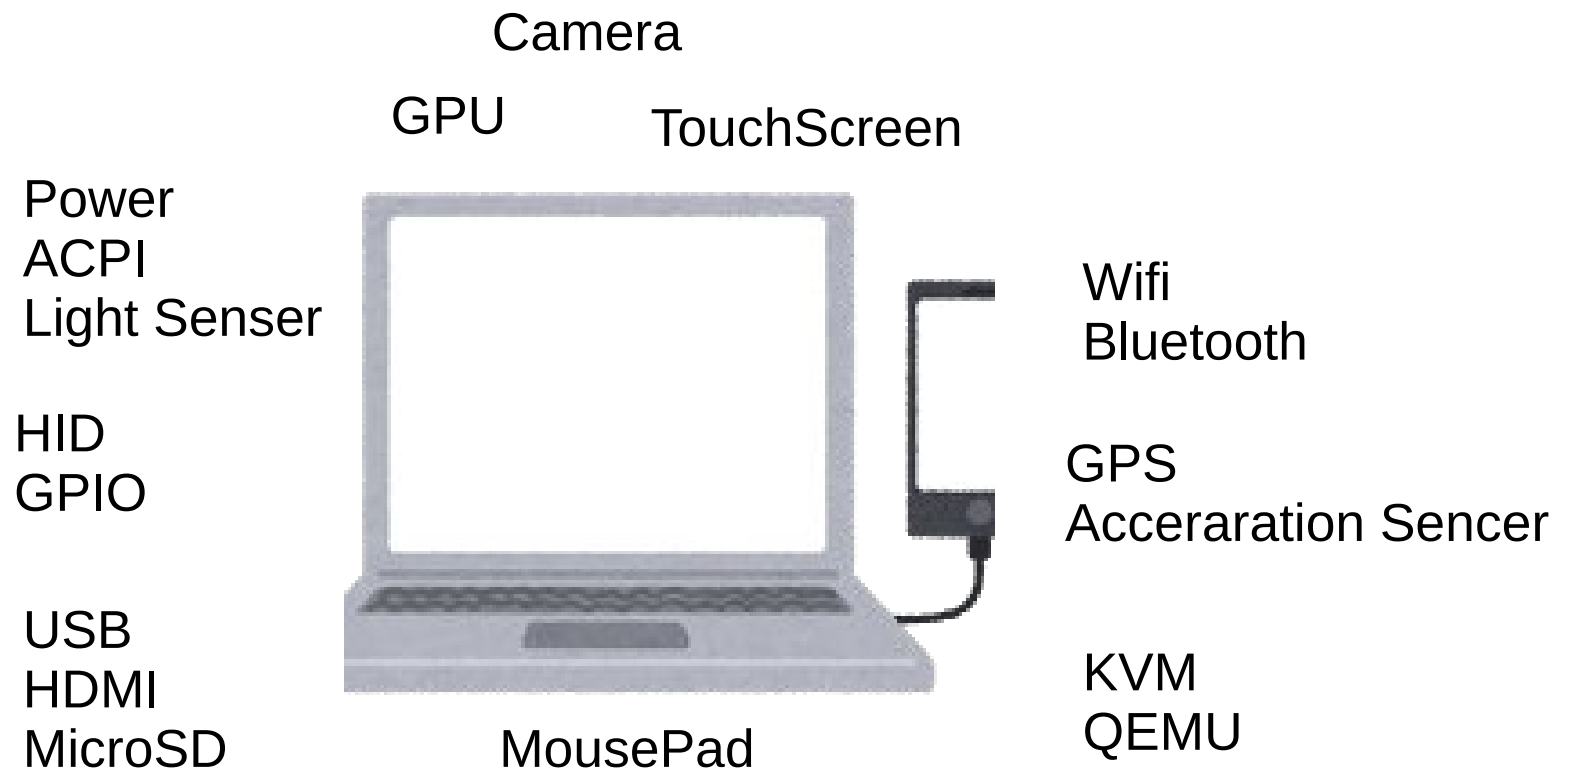 Camera
GPU
TouchScreen
Power
ACPI
Light Senser
Wifi
Bluetooth
HID
GPIO
GPS
Acceraration Sencer
USB
HDMI
MicroSD
KVM
QEMU
MousePad